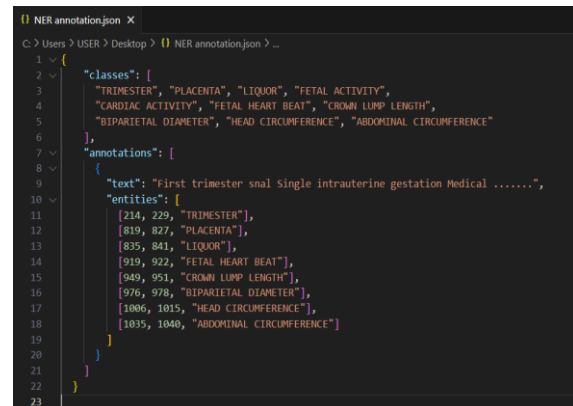 {} NER annotation.json X
C: > Users > USER > Desktop > {} NER annotation.json > ...
1 {
2 "classes": [
3 "TRIMESTER", "PLACENTA", "LIQUOR", "FETAL ACTIVITY",
4 "CARDIAC ACTIVITY", "FETAL HEART BEAT", "CROWN LUMP LENGTH",
5 "BIPARIETAL DIAMETER", "HEAD CIRCUMFERENCE", "ABDOMINAL CIRCUMFERENCE"
6 ],
7 "annotations": [
8 {
9 "text": "First trimester snal Single intrauterine gestation Medical .......",
10 "entities": [
11 [214, 229, "TRIMESTER"],
12 [819, 827, "PLACENTA"],
13 [835, 841, "LIQUOR"],
14 [919, 922, "FETAL HEART BEAT"],
15 [949, 951, "CROWN LUMP LENGTH"],
16 [976, 978, "BIPARIETAL DIAMETER"],
17 [1006, 1015, "HEAD CIRCUMFERENCE"],
18 [1035, 1040, "ABDOMINAL CIRCUMFERENCE"]
19 ]
20 }
21 ]
22 }
23